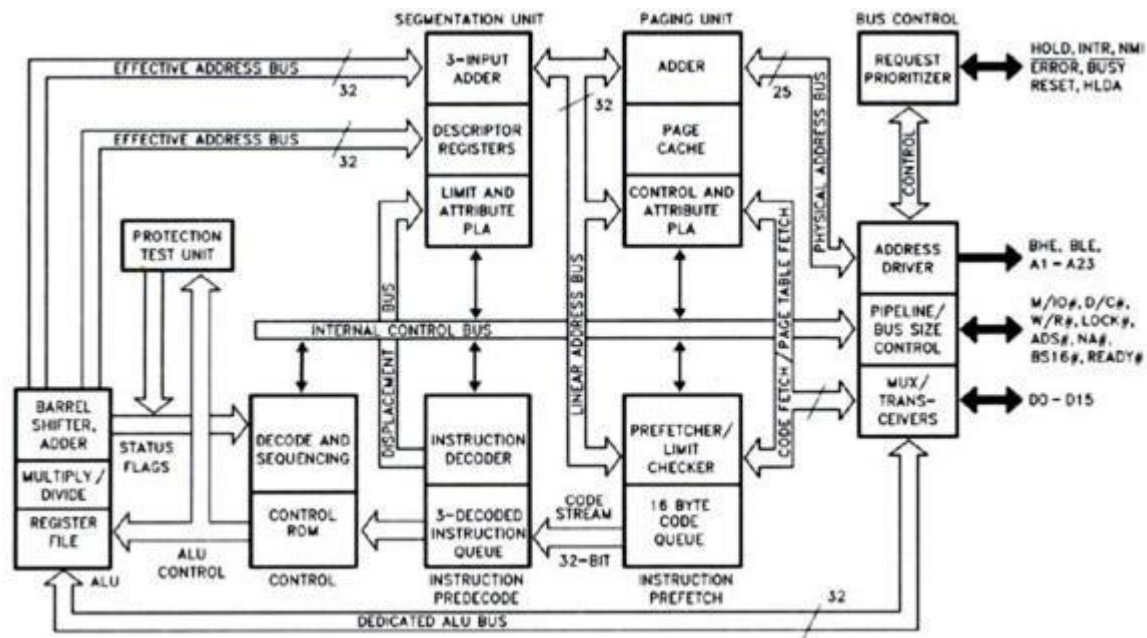 SEGMENTATION UNIT
PAGING UNIT
BUS CONTROL
EFFECTIVE ADDRESS BUS
32
3-INPUT
ADDER
32
ADDER
25
REQUEST
PRIORITIZER
HOLD, INTR, NMI
ERROR, BUSY
RESET, HLDA
EFFECTIVE ADDRESS BUS
32
DESCRIPTOR
REGISTERS
PAGE
CACHE
PHYSICAL ADDRESS BUS
CONTROL
LIMIT AND
ATTRIBUTE
PLA
CONTROL AND
ATTRIBUTE
PLA
PROTECTION
TEST UNIT
ADDRESS
DRIVER
BHE, BLE,
A1-A23
INTERNAL CONTROL BUS
DISPLACEMENT BUS
LINEAR ADDRESS BUS
CODE FETCH/PAGE TABLE FETCH
PIPELINE/
BUS SIZE
CONTROL
M/IO#, D/C#,
W/R#, LOCK#,
ADS#, NA#,
BS16#, READY#
MUX/
TRANS-
CEIVERS
D0-D15
BARREL
SHIFTER,
ADDER
STATUS
FLAGS
DECODE AND
SEQUENCING
INSTRUCTION
DECODER
PREFETCHER/
LIMIT
CHECKER
MULTIPLY/
DIVIDE
REGISTER
FILE
ALU
CONTROL
CONTROL
ROM
3-DECODED
INSTRUCTION
QUEUE
CODE
STREAM
32-BIT
16 BYTE
CODE
QUEUE
ALU
CONTROL
INSTRUCTION
PREDECODE
INSTRUCTION
PREFETCH
DEDICATED ALU BUS
32